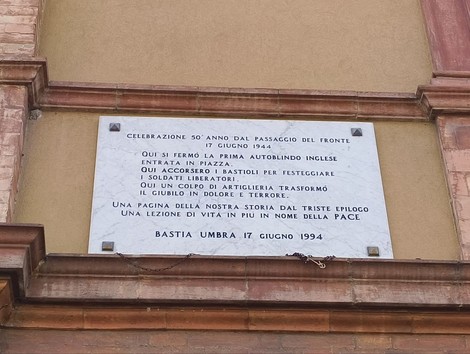 CELEBRAZIONE 50° ANNO DAL PASSAGGIO DEL FRONTE
17 GIUGNO 1944
QUI SI FERMÒ LA PRIMA AUTOBLINDO INGLESE
ENTRATA IN PIAZZA.
QUI ACCORSERO I BASTIOLI PER FESTEGGIARE
I SOLDATI LIBERATORI.
QUI UN COLPO DI ARTIGLIERIA TRASFORMÒ
IL GIUBILO IN DOLORE E TERRORE.
UNA PAGINA DELLA NOSTRA STORIA DAL TRISTE EPILOGO
UNA LEZIONE DI VITA IN PIÙ IN NOME DELLA PACE
BASTIA UMBRA 17 GIUGNO 1994